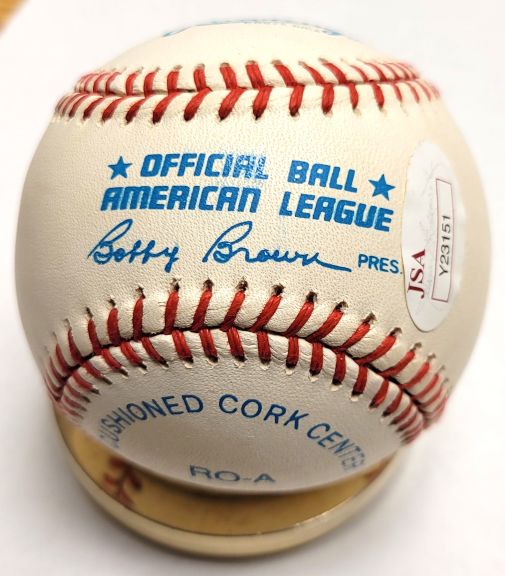 ★ OFFICIAL BALL ★
AMERICAN LEAGUE
Bobby Brown PRES.
JSA
Y23151
CUSHIONED CORK CENTER
RO-A